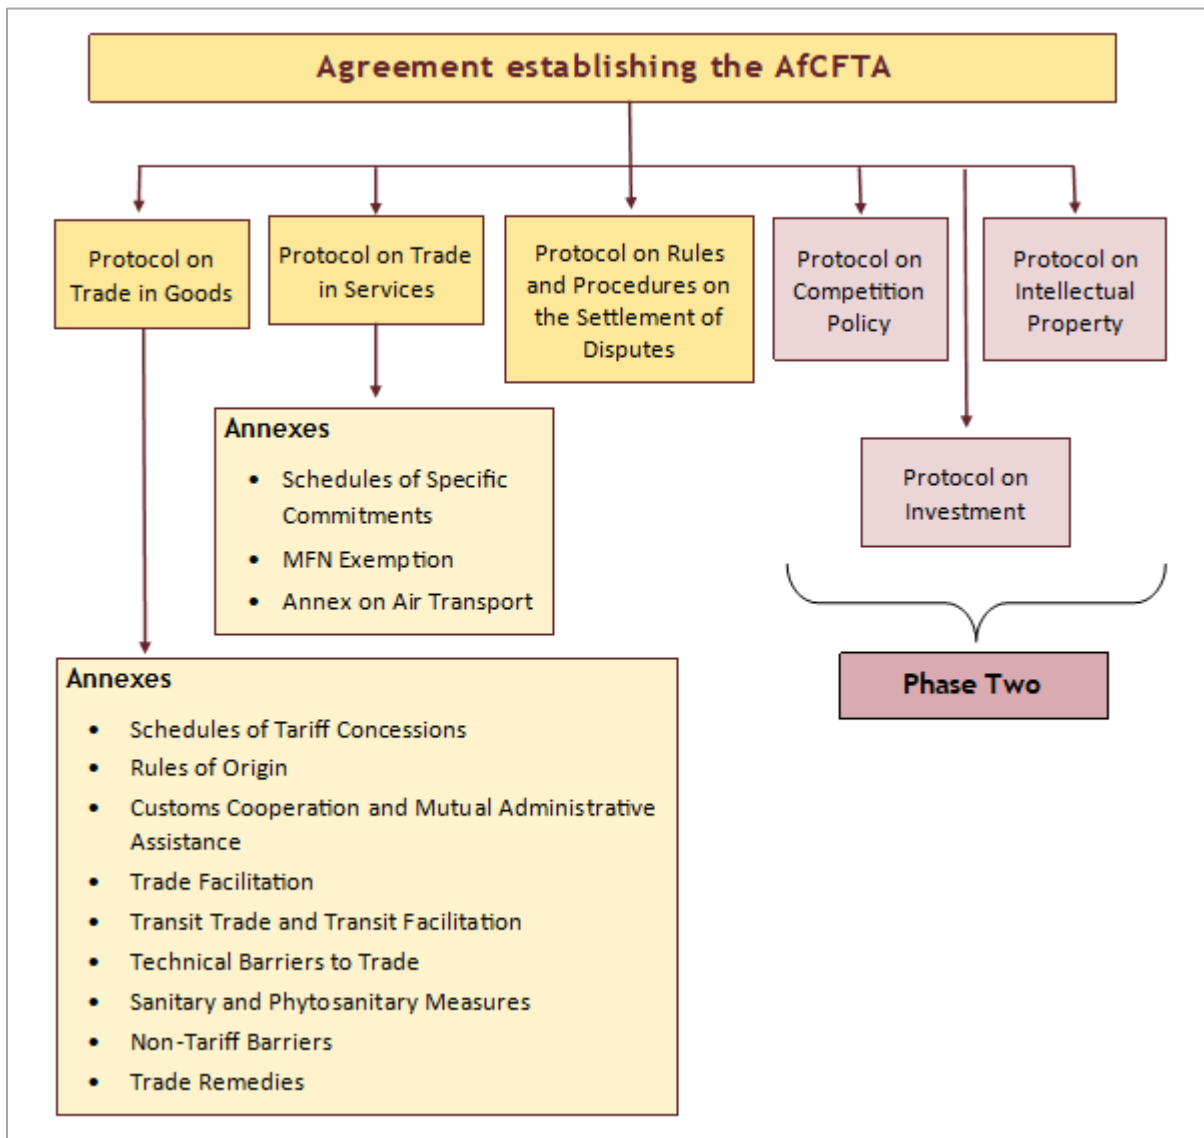 Agreement establishing the AfCFTA
Protocol on
Trade in Goods
Protocol on Trade
in Services
Protocol on Rules
and Procedures on
the Settlement of
Disputes
Protocol on
Competition
Policy
Protocol on
Intellectual
Property
Annexes
• Schedules of Specific
Commitments
• MFN Exemption
• Annex on Air Transport
Protocol on
Investment
Phase Two
Annexes
• Schedules of Tariff Concessions
• Rules of Origin
• Customs Cooperation and Mutual Administrative
Assistance
• Trade Facilitation
• Transit Trade and Transit Facilitation
• Technical Barriers to Trade
• Sanitary and Phytosanitary Measures
• Non-Tariff Barriers
• Trade Remedies